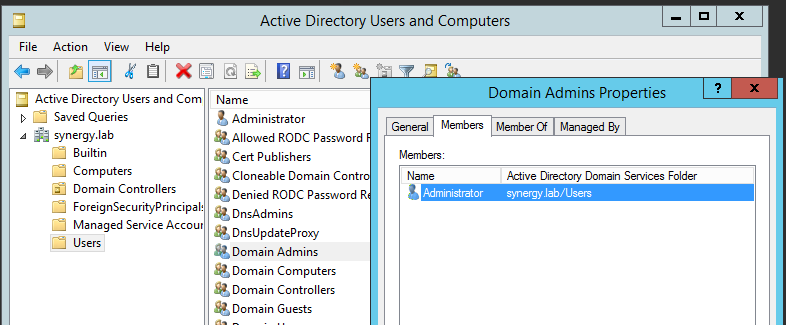 Active Directory Users and Computers
File Action View Help
Active Directory Users and Com
Saved Queries
synergy.lab
Builtin
Computers
Domain Controllers
ForeignSecurityPrincipals
Managed Service Accou
Users
Name
Administrator
Allowed RODC Password F
Cert Publishers
Cloneable Domain Contro
Denied RODC Password Re
DnsAdmins
DnsUpdateProxy
Domain Admins
Domain Computers
Domain Controllers
Domain Guests
Domain Admins Properties
? X
General Members Member Of Managed By
Members:
Name Active Directory Domain Services Folder
Administrator synergy.lab/Users